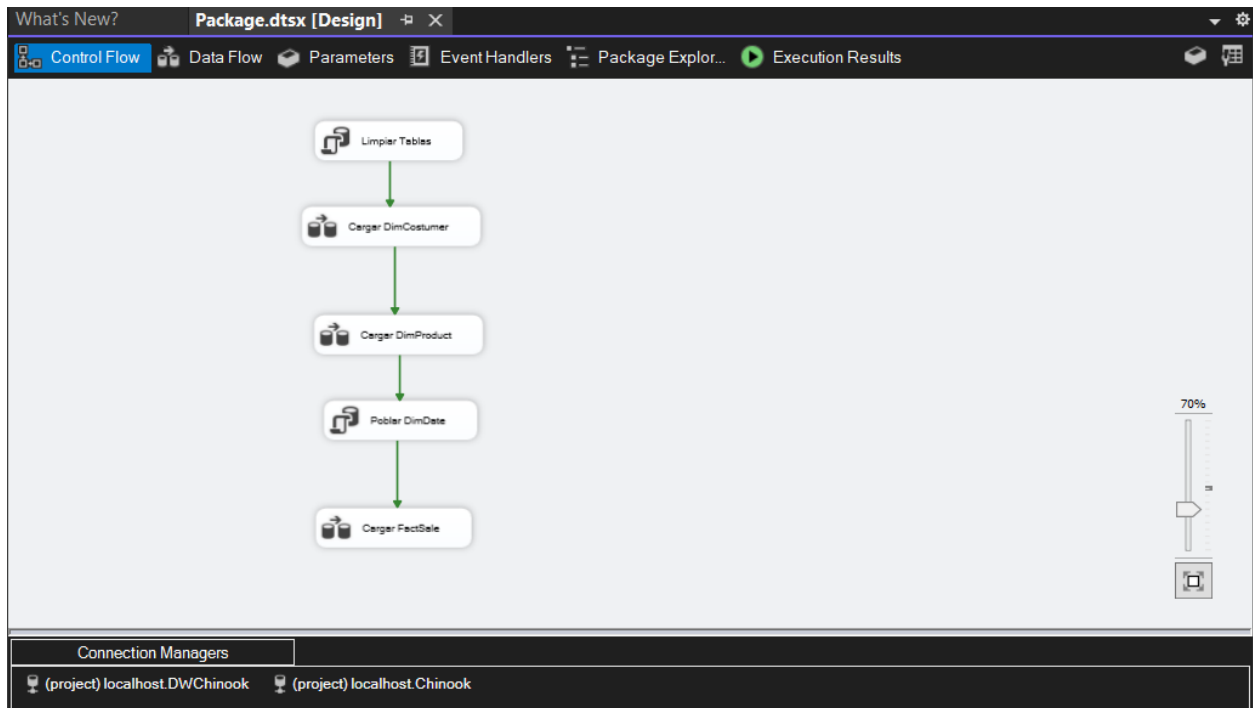 What's New?
Package.dtsx [Design]
Control Flow
Data Flow
Parameters
Event Handlers
Package Explor...
Execution Results
Limpiar Tables
Cargar DimCostumer
Cargar DimProduct
Poblar DimDate
Cargar FactSale
70%
Connection Managers
(project) localhost.DWChinook
(project) localhost.Chinook